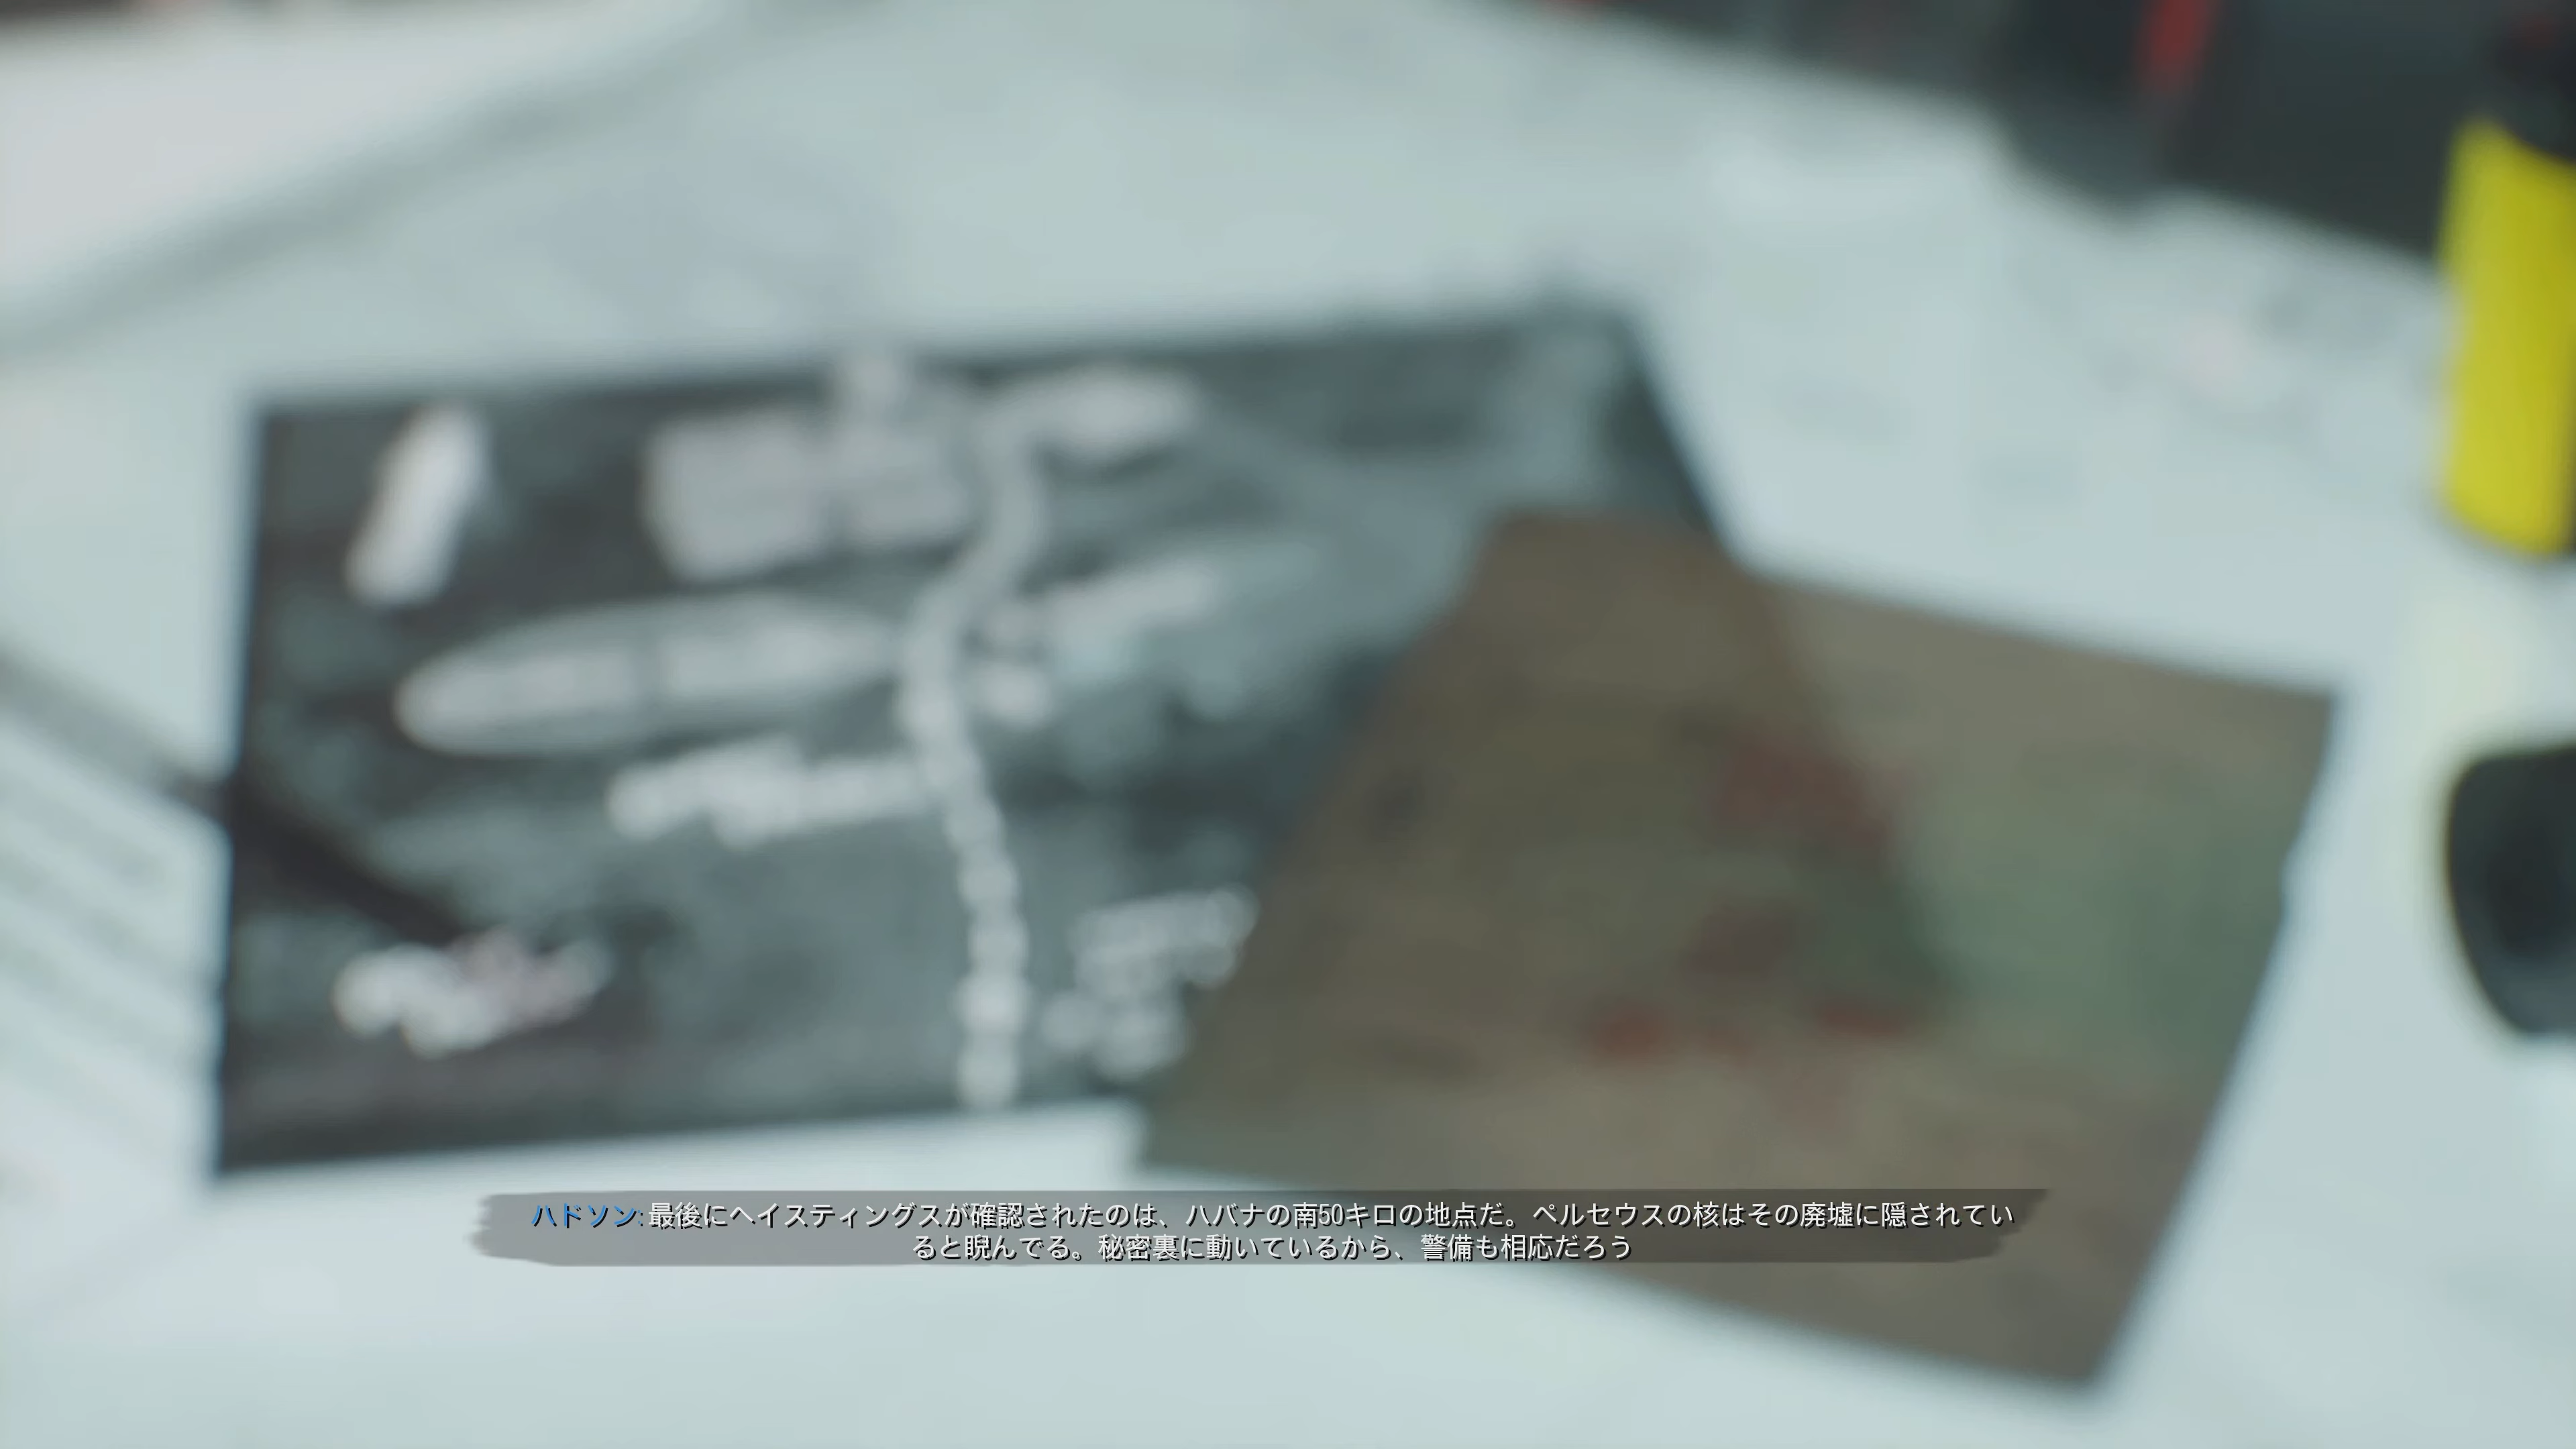 ハドソン:最後にヘイスティングスが確認されたのは、ハバナの南50キロの地点だ。ペルセウスの核はその廃墟に隠されてい
ると睨んでる。秘密裏に動いているから、警備も相応だろう